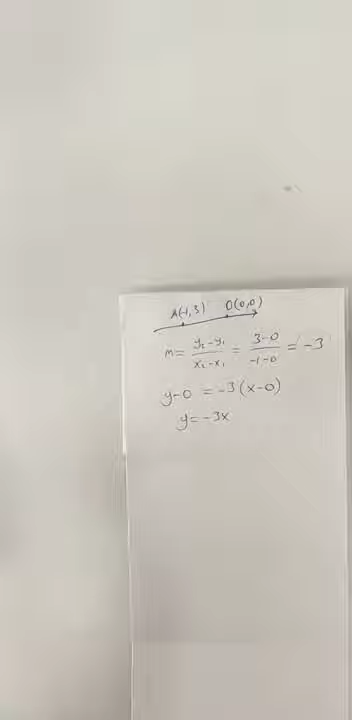 A(-1,3) O(0,0)
m = y₂-y₁ / x₂-x₁ = 3-0 / -1-0 = -3
y-0 = -3(x-0)
y = -3x